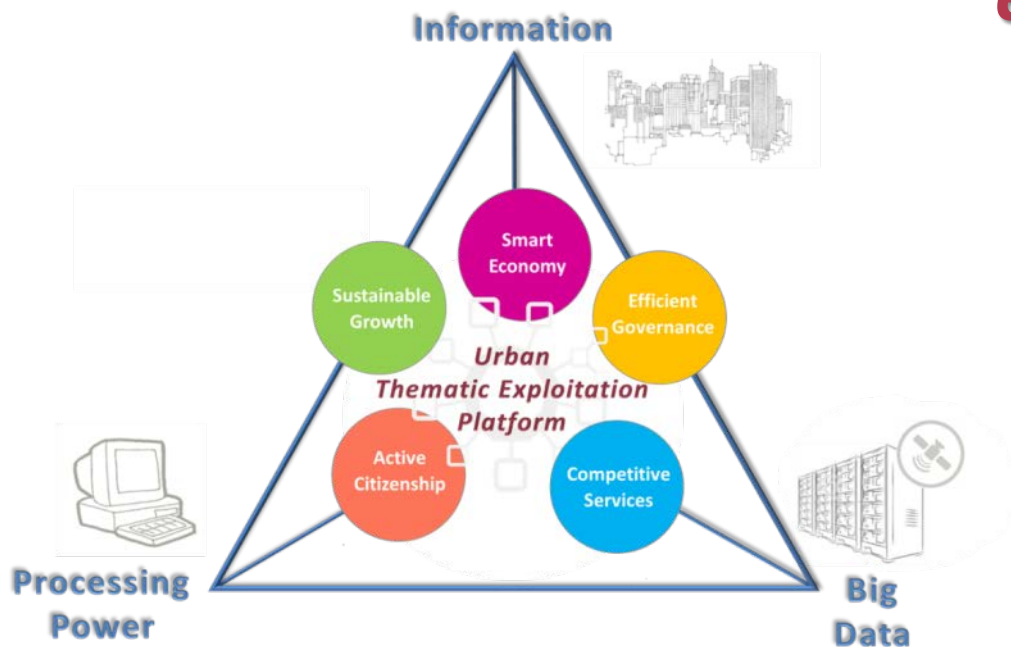 Information
Smart
Economy
Sustainable
Growth
Efficient
Governance
Urban
Thematic Exploitation
Platform
Active
Citizenship
Competitive
Services
Processing
Power
Big
Data